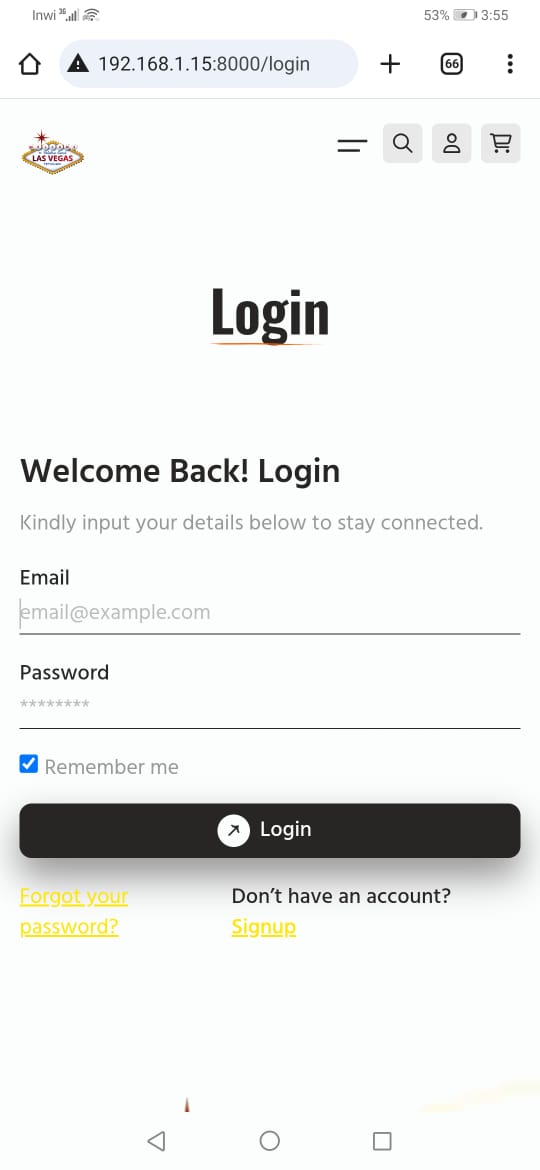 Inwi 3G 53% 3:55
192.168.1.15:8000/login 66
LAS VEGAS
Login
Welcome Back! Login
Kindly input your details below to stay connected.
Email
email@example.com
Password
********
Remember me
Login
Forgot your
password?
Don’t have an account?
Signup